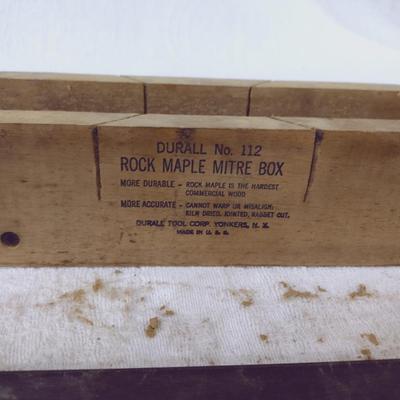 DURALL No. 112
ROCK MAPLE MITRE BOX
MORE DURABLE - ROCK MAPLE IS THE HARDEST
COMMERCIAL WOOD
MORE ACCURATE - CANNOT WARP OR MISALIGN;
KILN DRIED, JOINTED, RABBET CUT.
DURALL TOOL CORP. YONKERS, N. Y.
MADE IN U. S. A.